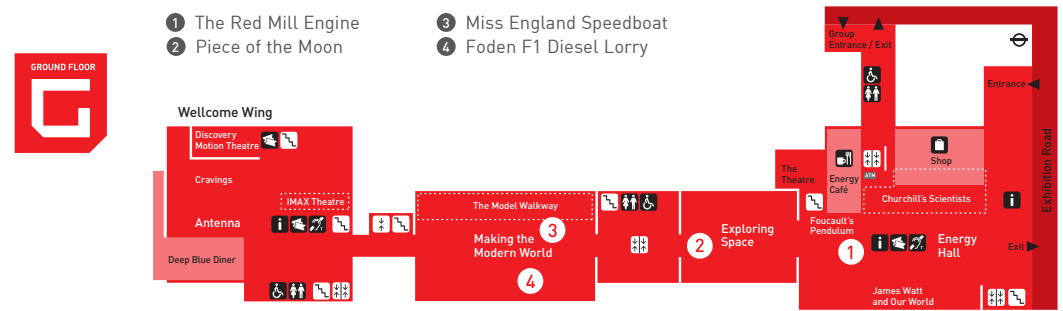 1 The Red Mill Engine
2 Piece of the Moon
3 Miss England Speedboat
4 Foden F1 Diesel Lorry
GROUND FLOOR
G
Wellcome Wing
Discovery
Motion Theatre
Cravings
IMAX Theatre
Antenna
i
Deep Blue Diner
The Model Walkway
3
Making the
Modern World
4
2
Exploring
Space
Group
Entrance / Exit
Entrance
Exhibition Road
The
Theatre
Energy
Café
ATM
Shop
Churchill's Scientists
i
Foucault's
Pendulum
1
i
Energy
Hall
Exit
James Watt
and Our World